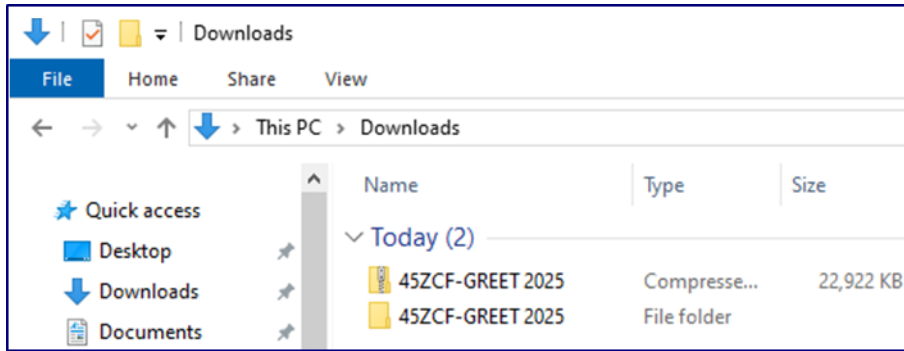 Downloads
File Home Share View
This PC > Downloads
Name Type Size
Quick access
Today (2)
Desktop
45ZCF-GREET 2025 Compresse... 22,922 KB
Downloads
45ZCF-GREET 2025 File folder
Documents